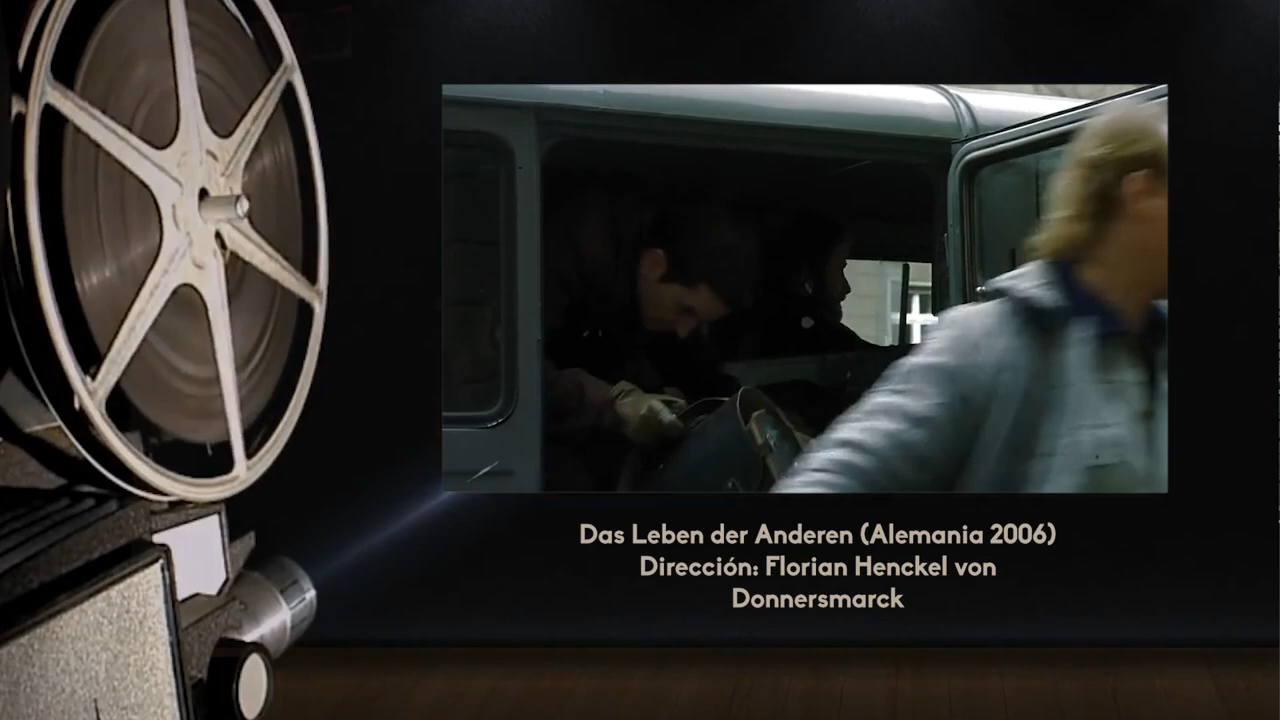 Das Leben der Anderen (Alemania 2006)
Dirección: Florian Henckel von
Donnersmarck